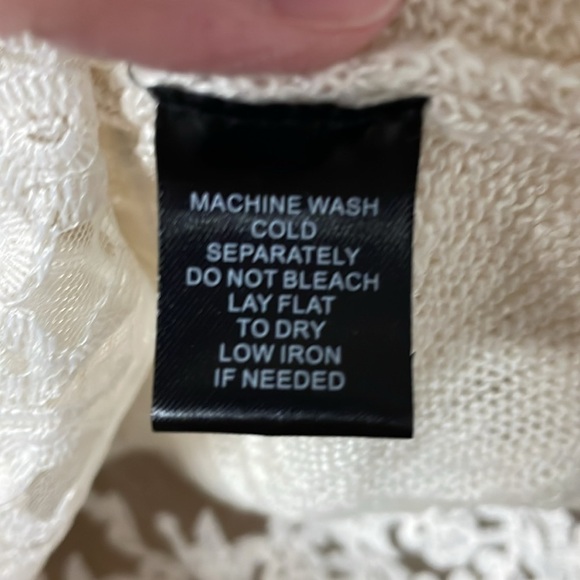 MACHINE WASH
COLD
SEPARATELY
DO NOT BLEACH
LAY FLAT
TO DRY
LOW IRON
IF NEEDED